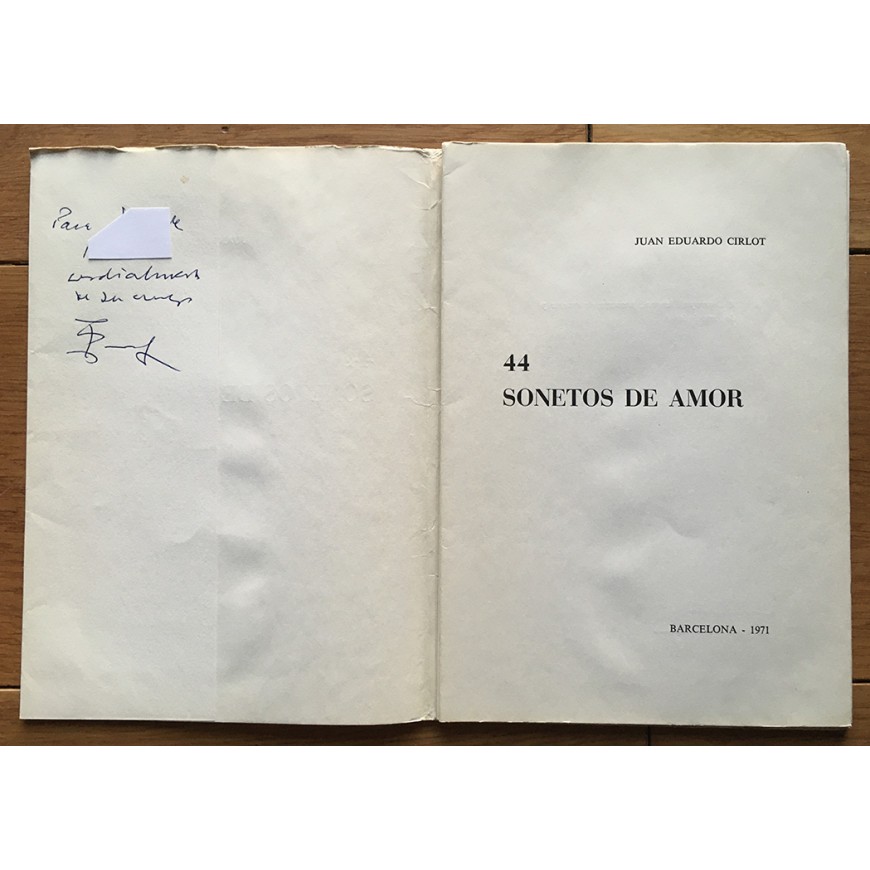 Para
cordialmente
de su amigo
JUAN EDUARDO CIRLOT
44
SONETOS DE AMOR
BARCELONA - 1971